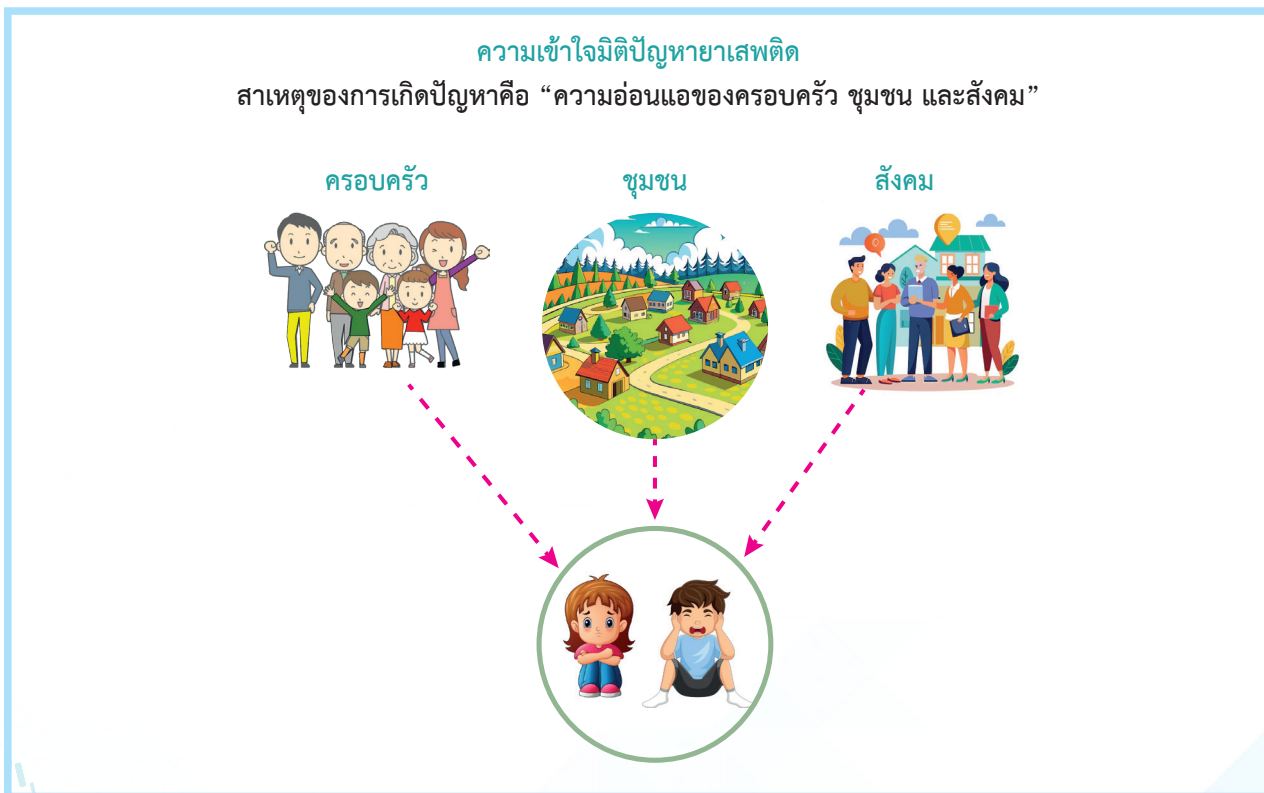 ความเข้าใจมิติปัญหายาเสพติด
สาเหตุของการเกิดปัญหาคือ “ความอ่อนแอของครอบครัว ชุมชน และสังคม”
ครอบครัว ชุมชน สังคม